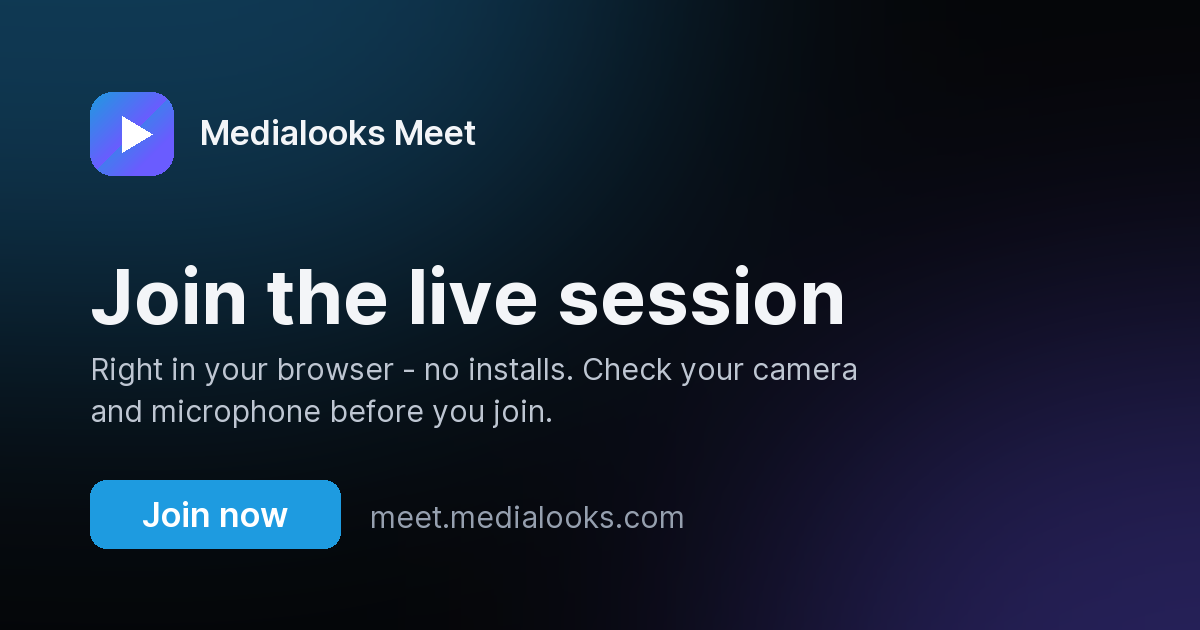 Medialooks Meet
Join the live session
Right in your browser - no installs. Check your camera
and microphone before you join.
Join now
meet.medialooks.com